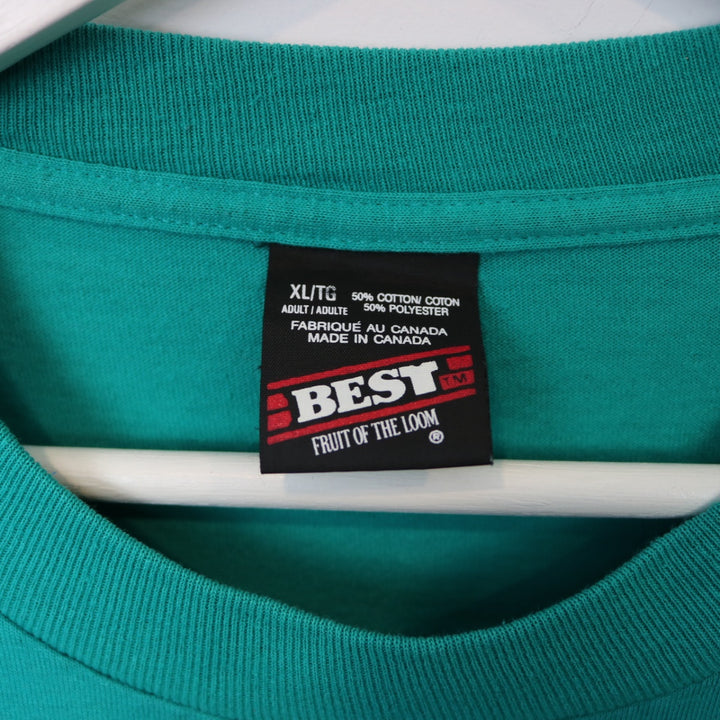 XL/TG 50% COTTON/ COTON
ADULT / ADULTE 50% POLYESTER
FABRIQUÉ AU CANADA
MADE IN CANADA
BEST TM
FRUIT OF THE LOOM ®